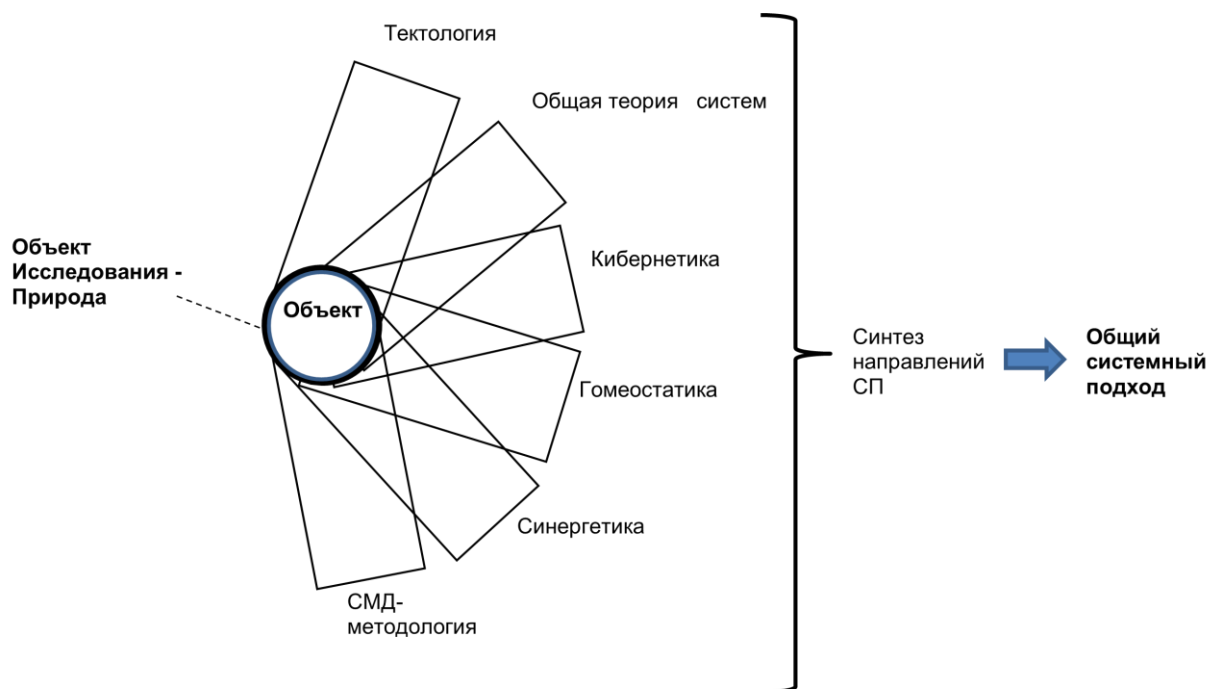 Тектология
Общая теория систем
Объект
Исследования -
Природа
Объект
Кибернетика
Гомеостатика
Синергетика
СМД-
методология
Синтез
направлений
СП
Общий
системный
подход